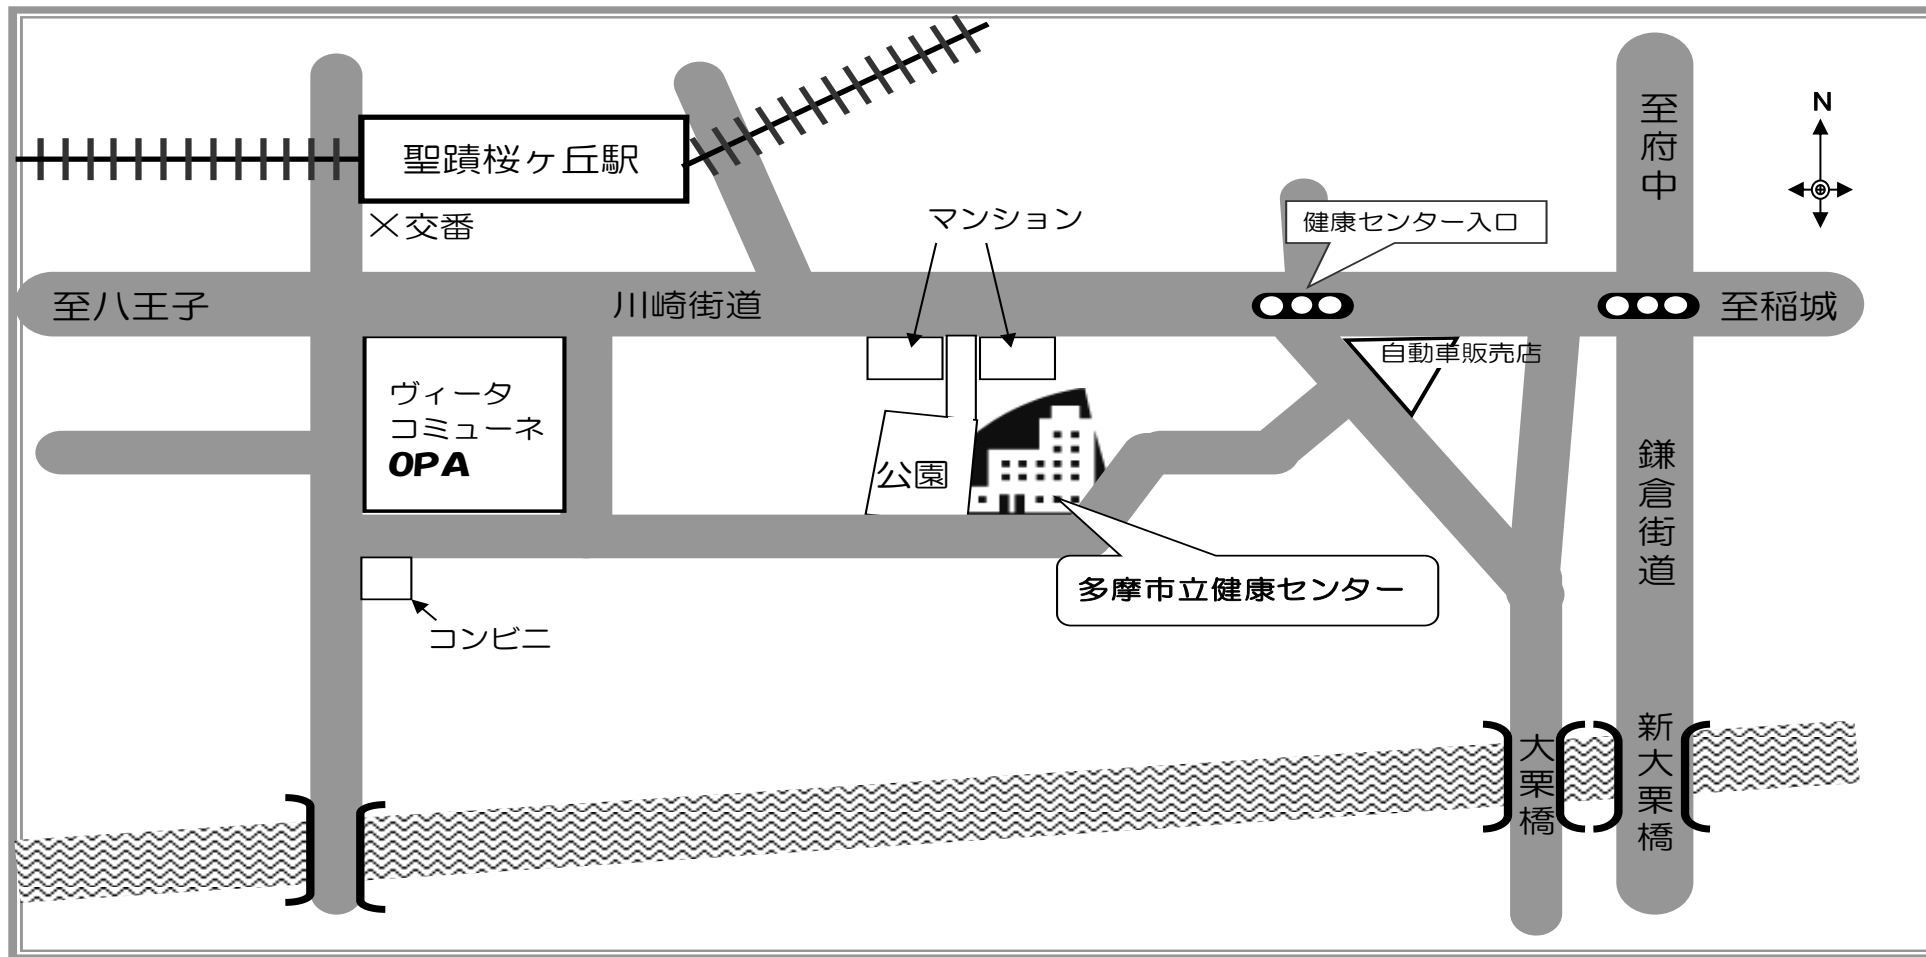 N
至府中
聖蹟桜ヶ丘駅
×交番
マンション
健康センター入口
至八王子
川崎街道
至稲城
自動車販売店
ヴィータ
コミューネ
OPA
公園
鎌倉街道
多摩市立健康センター
コンビニ
大栗橋
新大栗橋